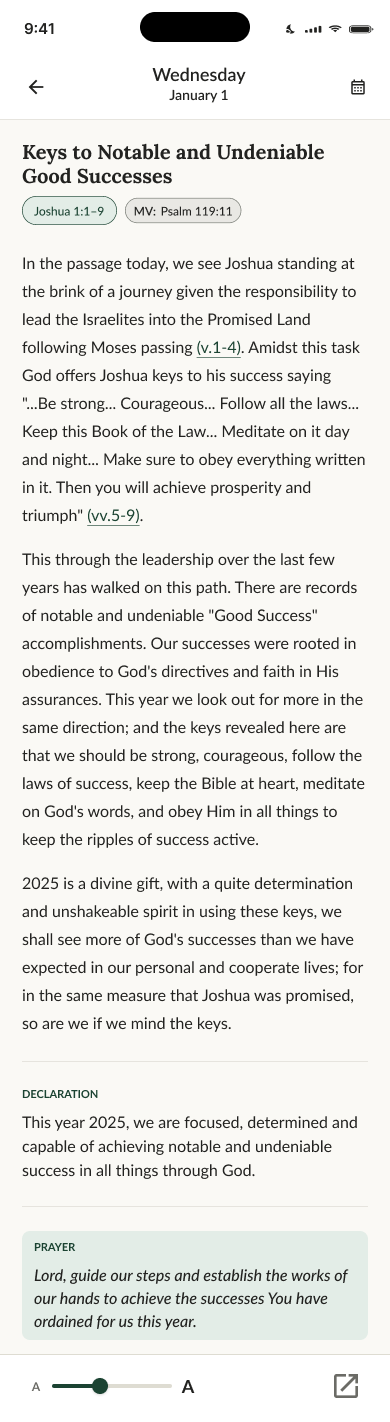 9:41
Wednesday
January 1
Keys to Notable and Undeniable
Good Successes
Joshua 1:1–9
MV: Psalm 119:11
In the passage today, we see Joshua standing at
the brink of a journey given the responsibility to
lead the Israelites into the Promised Land
following Moses passing (v.1-4). Amidst this task
God offers Joshua keys to his success saying
"...Be strong... Courageous... Follow all the laws...
Keep this Book of the Law... Meditate on it day
and night... Make sure to obey everything written
in it. Then you will achieve prosperity and
triumph" (vv.5-9).
This through the leadership over the last few
years has walked on this path. There are records
of notable and undeniable "Good Success"
accomplishments. Our successes were rooted in
obedience to God's directives and faith in His
assurances. This year we look out for more in the
same direction; and the keys revealed here are
that we should be strong, courageous, follow the
laws of success, keep the Bible at heart, meditate
on God's words, and obey Him in all things to
keep the ripples of success active.
2025 is a divine gift, with a quite determination
and unshakeable spirit in using these keys, we
shall see more of God's successes than we have
expected in our personal and cooperate lives; for
in the same measure that Joshua was promised,
so are we if we mind the keys.
DECLARATION
This year 2025, we are focused, determined and
capable of achieving notable and undeniable
success in all things through God.
PRAYER
Lord, guide our steps and establish the works of
our hands to achieve the successes You have
ordained for us this year.
A A